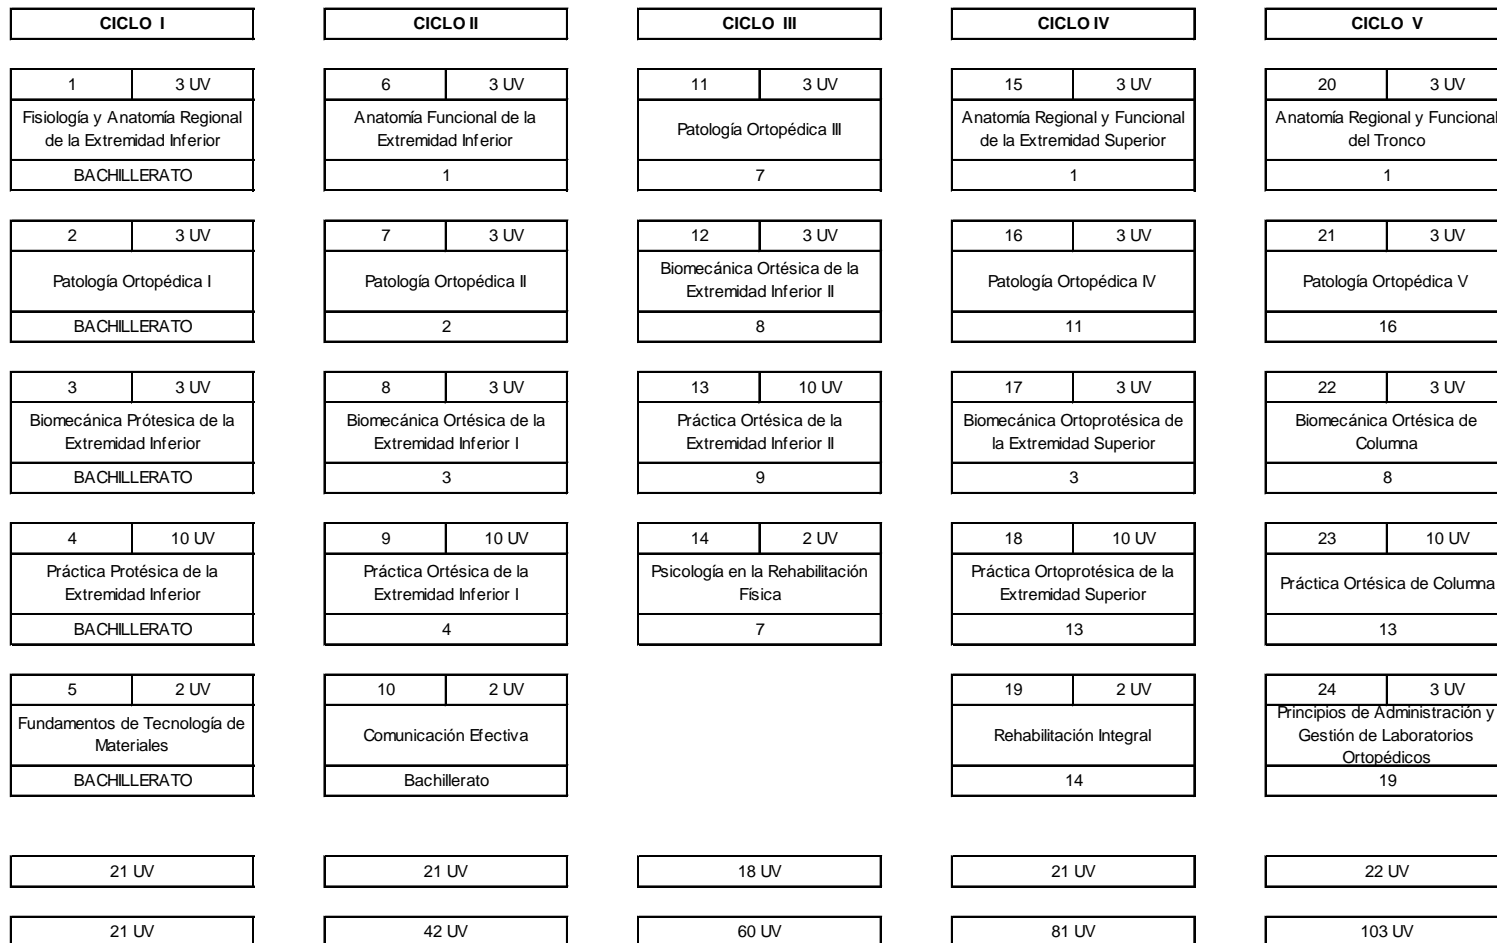 CICLO I
CICLO II
CICLO III
CICLO IV
CICLO V
1
3 UV
6
3 UV
11
3 UV
15
3 UV
20
3 UV
Fisiología y Anatomía Regional
de la Extremidad Inferior
Anatomía Funcional de la
Extremidad Inferior
Patología Ortopédica III
Anatomía Regional y Funcional
de la Extremidad Superior
Anatomía Regional y Funcional
del Tronco
BACHILLERATO
1
7
1
1
2
3 UV
7
3 UV
12
3 UV
16
3 UV
21
3 UV
Patología Ortopédica I
Patología Ortopédica II
Biomecánica Ortésica de la
Extremidad Inferior II
Patología Ortopédica IV
Patología Ortopédica V
BACHILLERATO
2
8
11
16
3
3 UV
8
3 UV
13
10 UV
17
3 UV
22
3 UV
Biomecánica Prótesica de la
Extremidad Inferior
Biomecánica Ortésica de la
Extremidad Inferior I
Práctica Ortésica de la
Extremidad Inferior II
Biomecánica Ortoprotésica de
la Extremidad Superior
Biomecánica Ortésica de
Columna
BACHILLERATO
3
9
3
8
4
10 UV
9
10 UV
14
2 UV
18
10 UV
23
10 UV
Práctica Protésica de la
Extremidad Inferior
Práctica Ortésica de la
Extremidad Inferior I
Psicología en la Rehabilitación
Física
Práctica Ortoprotésica de la
Extremidad Superior
Práctica Ortésica de Columna
BACHILLERATO
4
7
13
13
5
2 UV
10
2 UV
19
2 UV
24
3 UV
Fundamentos de Tecnología de
Materiales
Comunicación Efectiva
Rehabilitación Integral
Principios de Administración y
Gestión de Laboratorios
Ortopédicos
BACHILLERATO
Bachillerato
14
19
21 UV
21 UV
18 UV
21 UV
22 UV
21 UV
42 UV
60 UV
81 UV
103 UV